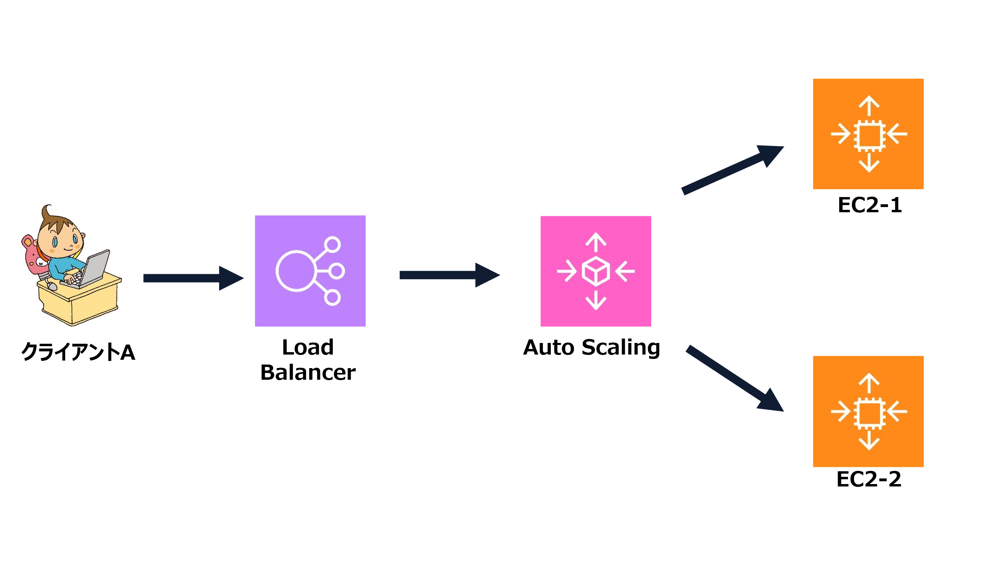 クライアントA
Load
Balancer
Auto Scaling
EC2-1
EC2-2